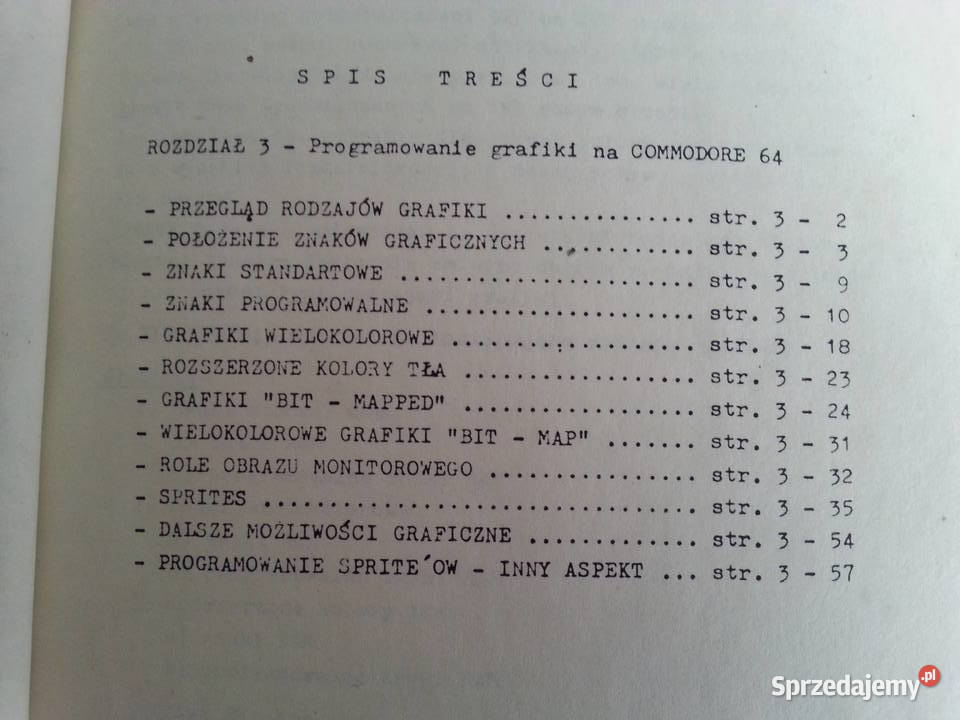 SPIS TREŚCI
ROZDZIAŁ 3 - Programowanie grafiki na COMMODORE 64
- PRZEGLĄD RODZAJÓW GRAFIKI ............... str. 3 - 2
- POŁOŻENIE ZNAKÓW GRAFICZNYCH ............ str. 3 - 3
- ZNAKI STANDARTOWE ....................... str. 3 - 9
- ZNAKI PROGRAMOWALNE ..................... str. 3 - 10
- GRAFIKI WIELOKOLOROWE ................... str. 3 - 18
- ROZSZERZONE KOLORY TŁA .................. str. 3 - 23
- GRAFIKI "BIT - MAPPED" .................. str. 3 - 24
- WIELOKOLOROWE GRAFIKI "BIT - MAP" ....... str. 3 - 31
- ROLE OBRAZU MONITOROWEGO ................ str. 3 - 32
- SPRITES .................................. str. 3 - 35
- DALSZE MOŻLIWOŚCI GRAFICZNE ............. str. 3 - 54
- PROGRAMOWANIE SPRITE´OW - INNY ASPEKT ... str. 3 - 57
Sprzedajemy.pl